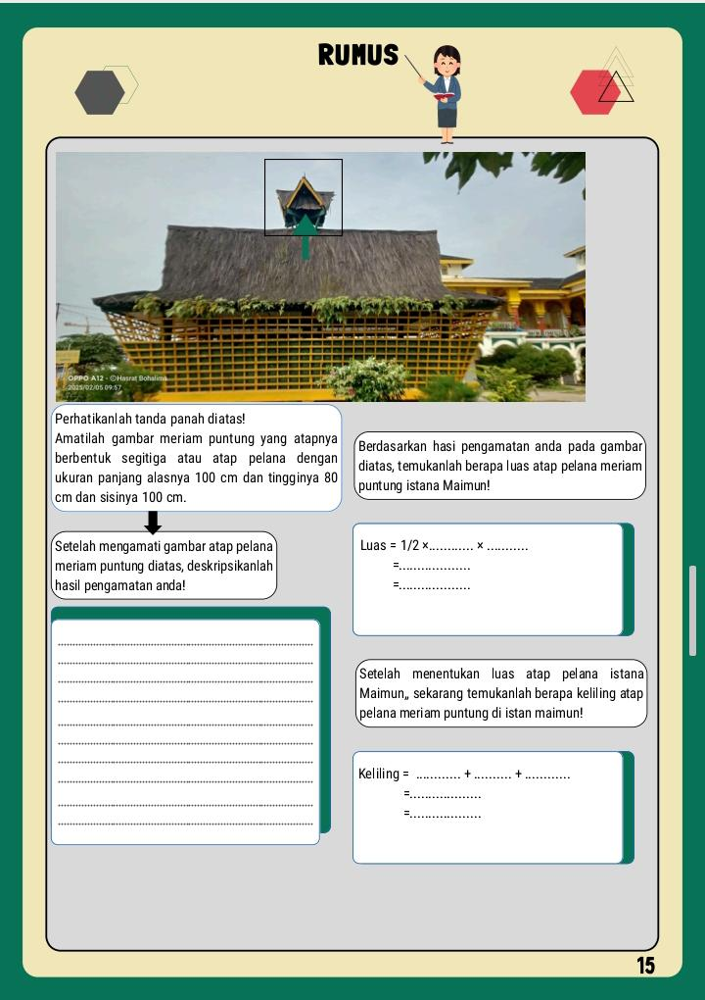 RUMUS
OPPO A12 - ©Hasrat Bohalima
2025/02/05 09:57
Perhatikanlah tanda panah diatas!
Amatilah gambar meriam puntung yang atapnya
berbentuk segitiga atau atap pelana dengan
ukuran panjang alasnya 100 cm dan tingginya 80
cm dan sisinya 100 cm.
Setelah mengamati gambar atap pelana
meriam puntung diatas, deskripsikanlah
hasil pengamatan anda!
Berdasarkan hasi pengamatan anda pada gambar
diatas, temukanlah berapa luas atap pelana meriam
puntung istana Maimun!
Luas = 1/2 ×............ × ...........
=...................
=...................
Setelah menentukan luas atap pelana istana
Maimun,, sekarang temukanlah berapa keliling atap
pelana meriam puntung di istan maimun!
Keliling = ............ + .......... + ............
=...................
=...................
15